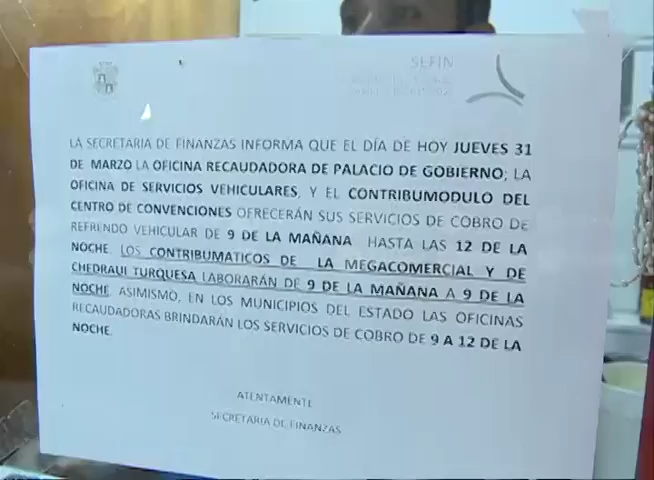 SEFIN
LA SECRETARIA DE FINANZAS INFORMA QUE EL DÍA DE HOY JUEVES 31
DE MARZO LA OFICINA RECAUDADORA DE PALACIO DE GOBIERNO; LA
OFICINA DE SERVICIOS VEHICULARES, Y EL CONTRIBUMODULO DEL
CENTRO DE CONVENCIONES OFRECERÁN SUS SERVICIOS DE COBRO DE
REFRENDO VEHICULAR DE 9 DE LA MAÑANA HASTA LAS 12 DE LA
NOCHE. LOS CONTRIBUMATICOS DE LA MEGACOMERCIAL Y DE
CHEDRAUI TURQUESA LABORARÁN DE 9 DE LA MAÑANA A 9 DE LA
NOCHE. ASIMISMO, EN LOS MUNICIPIOS DEL ESTADO LAS OFICINAS
RECAUDADORAS BRINDARÁN LOS SERVICIOS DE COBRO DE 9 A 12 DE LA
NOCHE.
ATENTAMENTE
SECRETARIA DE FINANZAS